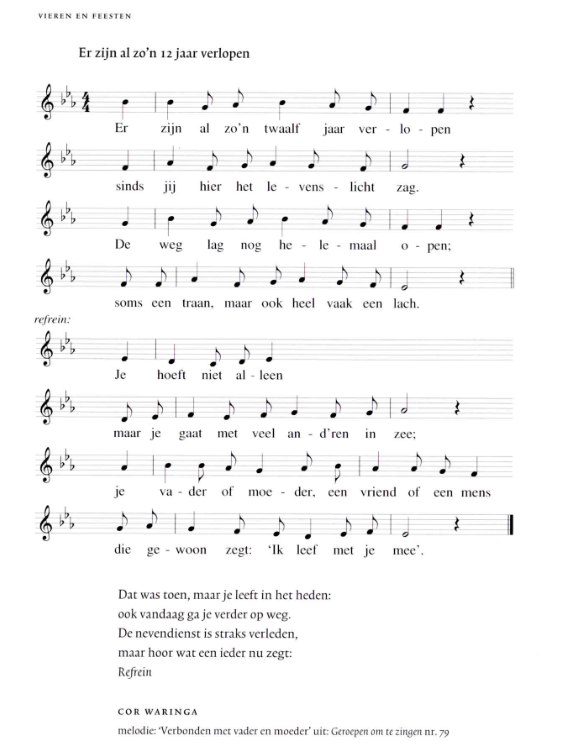 VIEREN EN FEESTEN
Er zijn al zo'n 12 jaar verlopen
Er zijn al zo'n twaalf jaar ver - lo - pen
sinds jij hier het le - vens - licht zag.
De weg lag nog he - le - maal o - pen;
soms een traan, maar ook heel vaak een lach.
refrein:
Je hoeft niet al - leen
maar je gaat met veel an - d'ren in zee;
je va - der of moe - der, een vriend of een mens
die ge - woon zegt: 'Ik leef met je mee'.
Dat was toen, maar je leeft in het heden:
ook vandaag ga je verder op weg.
De nevendienst is straks verleden,
maar hoor wat een ieder nu zegt:
Refrein
COR WARINGA
melodie: 'Verbonden met vader en moeder' uit: Geroepen om te zingen nr. 79